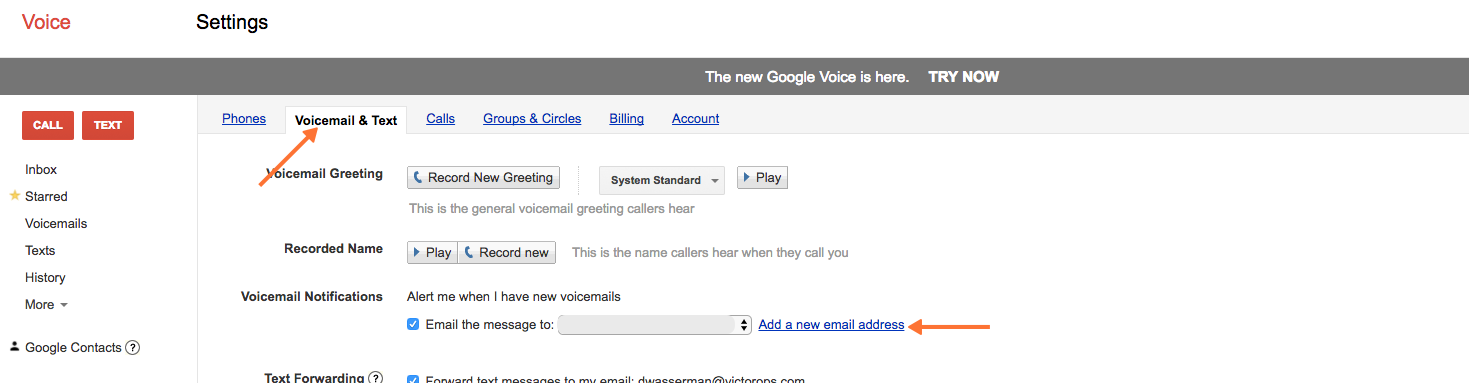 Voice Settings
The new Google Voice is here. TRY NOW
CALL TEXT
Inbox
Starred
Voicemails
Texts
History
More
Google Contacts ?
Phones Voicemail & Text Calls Groups & Circles Billing Account
Voicemail Greeting Record New Greeting System Standard Play
This is the general voicemail greeting callers hear
Recorded Name Play Record new This is the name callers hear when they call you
Voicemail Notifications Alert me when I have new voicemails
Email the message to: Add a new email address
Text Forwarding ? Forward text messages to my email: dwasserman@victorops.com